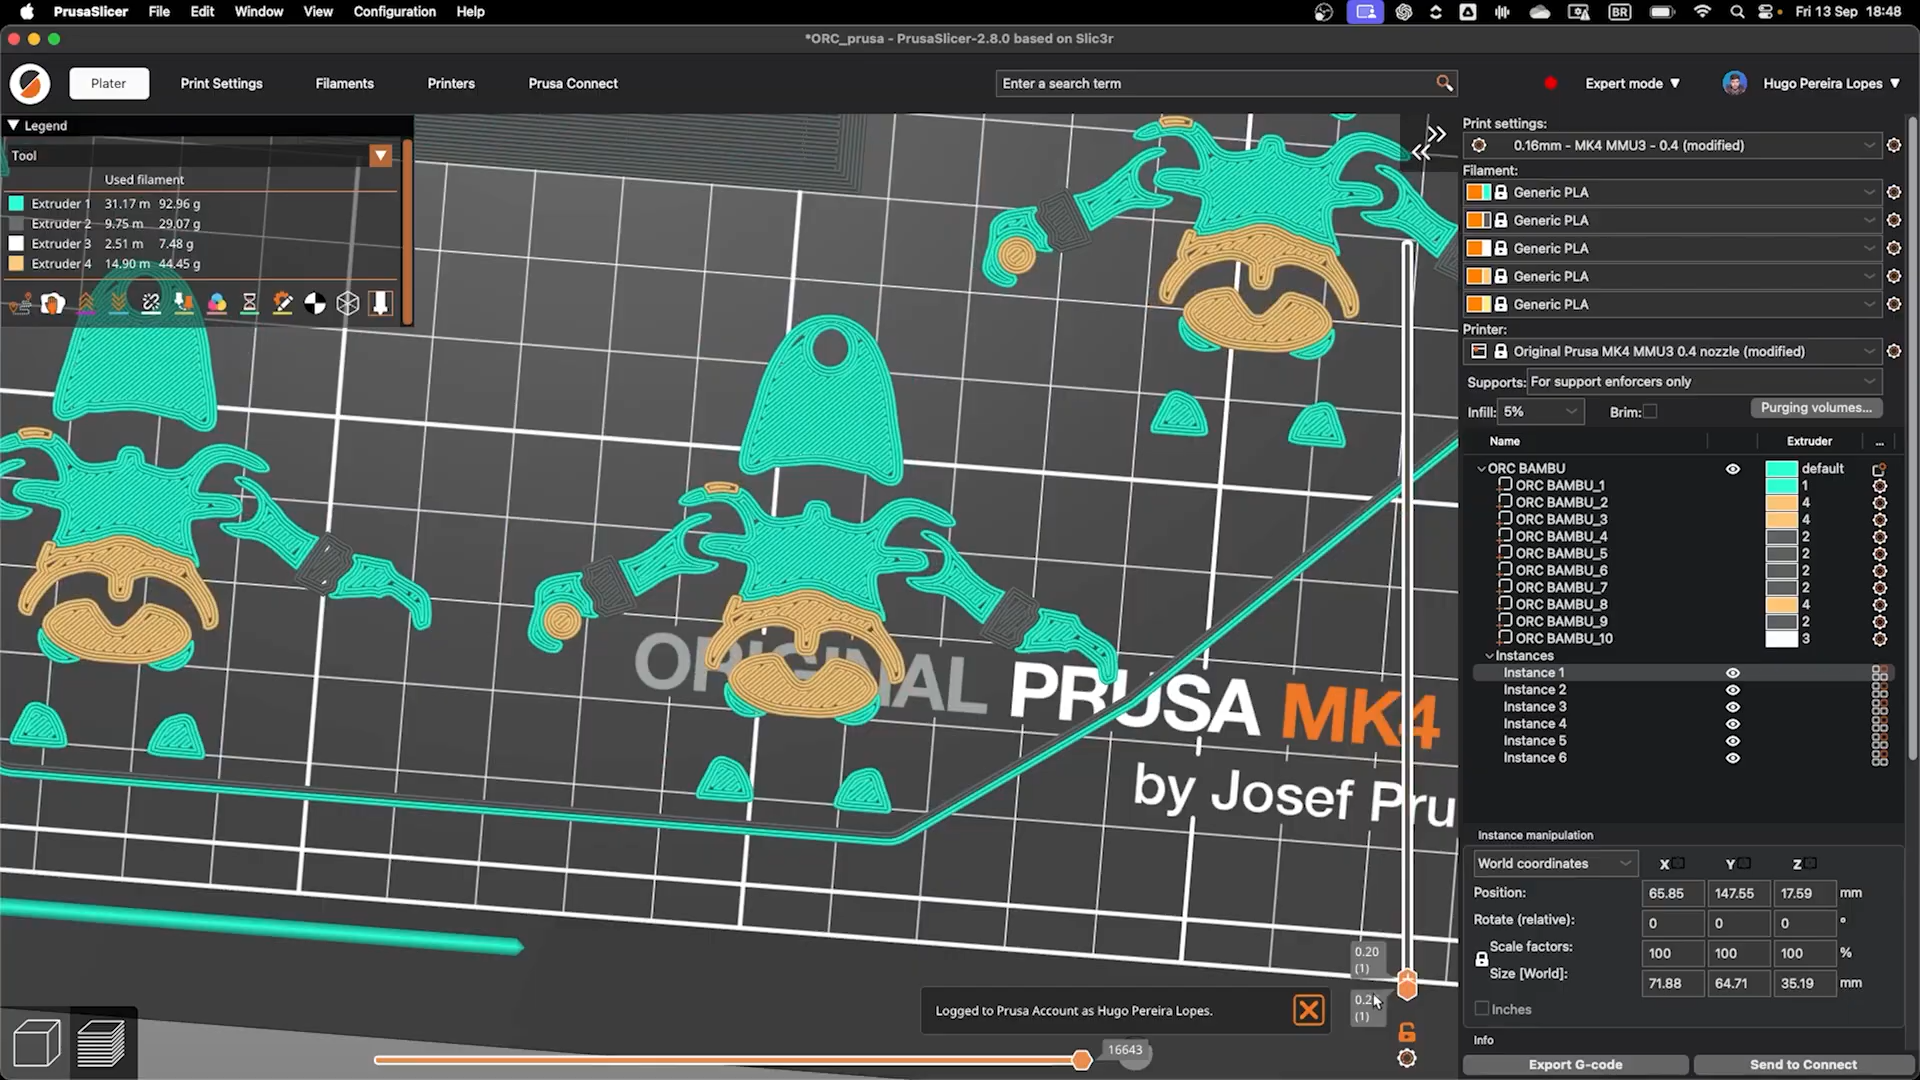 PrusaSlicer File Edit Window View Configuration Help
BR
Fri 13 Sep 18:48
*ORC_prusa - PrusaSlicer-2.8.0 based on Slic3r
Plater Print Settings Filaments Printers Prusa Connect
Enter a search term
Expert mode
Hugo Pereira Lopes
Legend
Tool
Used filament
Extruder 1 31.17 m 92.96 g
Extruder 2 9.75 m 29.07 g
Extruder 3 2.51 m 7.48 g
Extruder 4 14.90 m 44.45 g
ORIGINAL PRUSA MK4
by Josef Pru
0.20
(1)
0.2
(1)
Logged to Prusa Account as Hugo Pereira Lopes.
16643
Print settings:
0.16mm - MK4 MMU3 - 0.4 (modified)
Filament:
Generic PLA
Generic PLA
Generic PLA
Generic PLA
Generic PLA
Printer:
Original Prusa MK4 MMU3 0.4 nozzle (modified)
Supports: For support enforcers only
Infill: 5% Brim: Purging volumes...
Name Extruder ...
ORC BAMBU default
ORC BAMBU_1 1
ORC BAMBU_2 4
ORC BAMBU_3 4
ORC BAMBU_4 2
ORC BAMBU_5 2
ORC BAMBU_6 2
ORC BAMBU_7 2
ORC BAMBU_8 4
ORC BAMBU_9 2
ORC BAMBU_10 3
Instances
Instance 1
Instance 2
Instance 3
Instance 4
Instance 5
Instance 6
Instance manipulation
World coordinates X Y Z
Position: 65.85 147.55 17.59 mm
Rotate (relative): 0 0 0 °
Scale factors: 100 100 100 %
Size [World]: 71.88 64.71 35.19 mm
Inches
Info
Export G-code Send to Connect